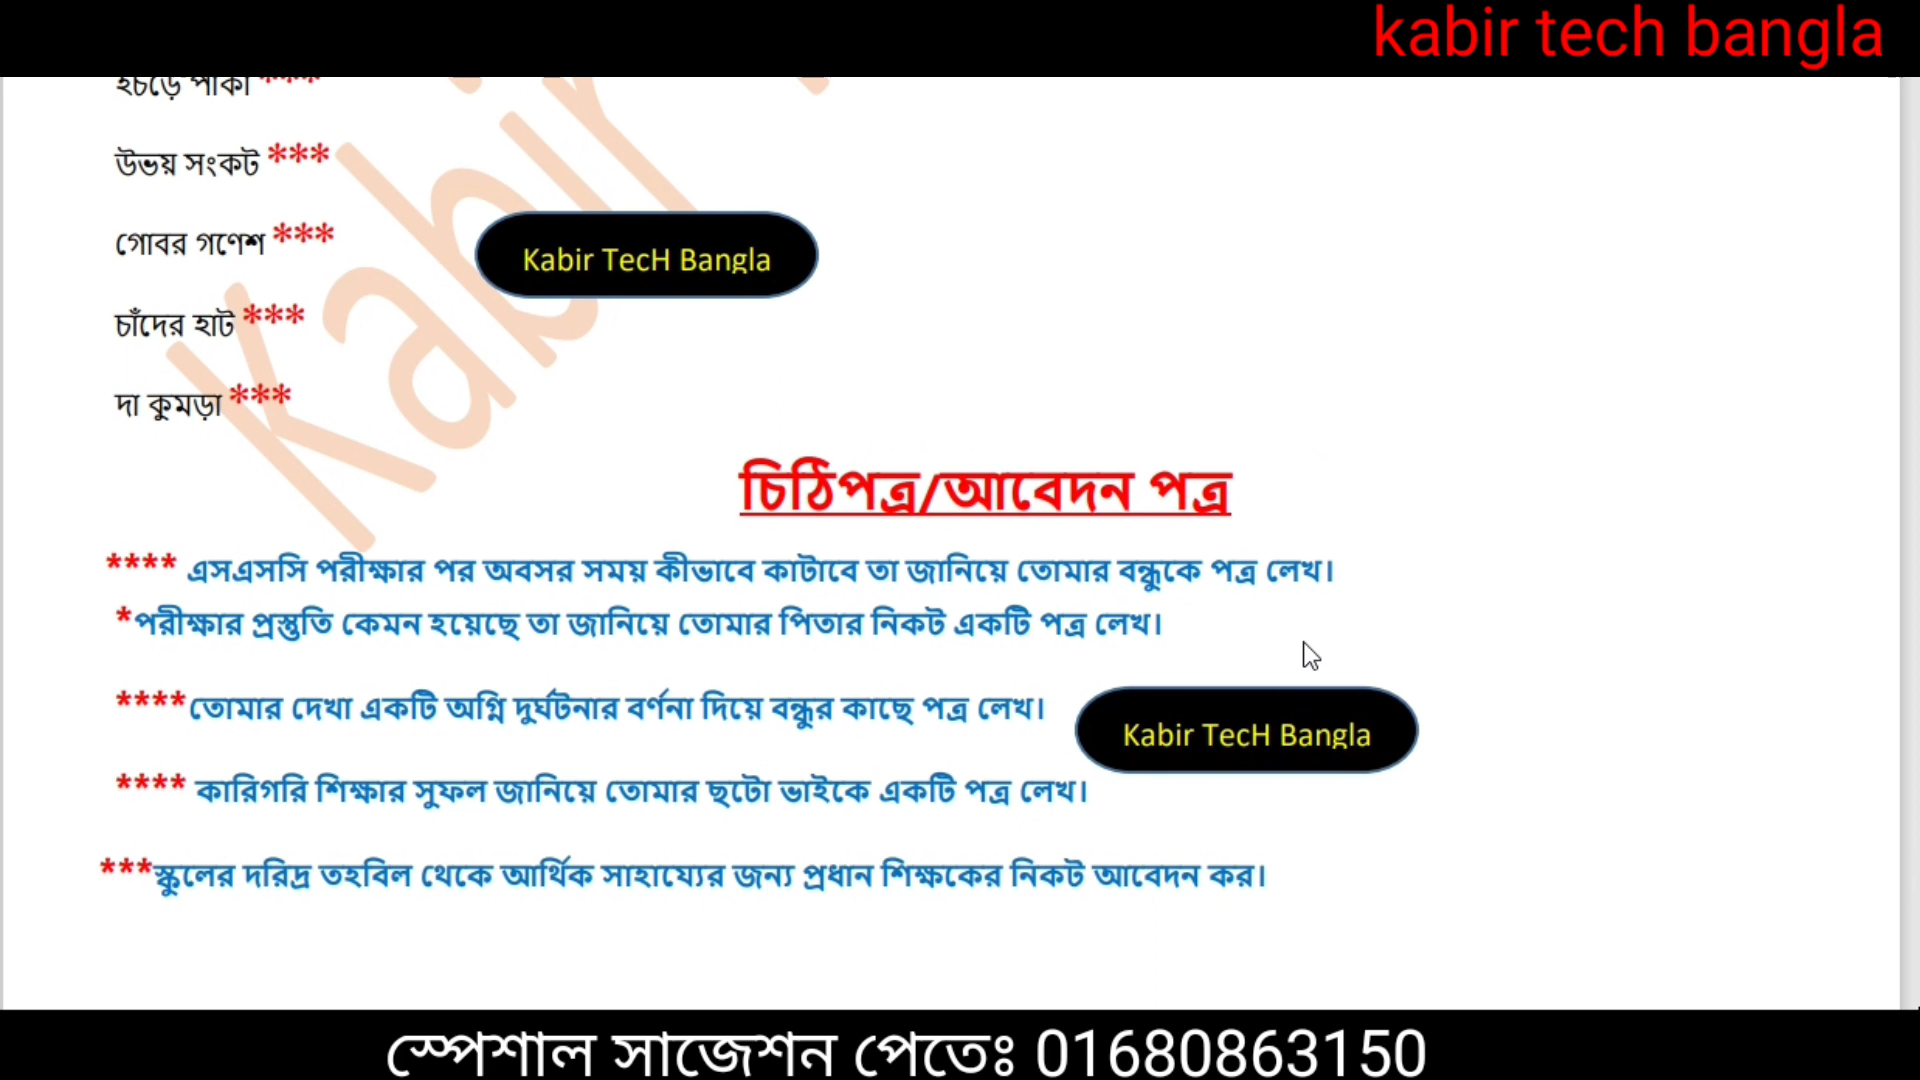 kabir tech bangla
ইচড়ে পাকা ***
উভয় সংকট ***
গোবর গণেশ ***
Kabir TecH Bangla
চাঁদের হাট ***
দা কুমড়া ***
Kabir
চিঠিপত্র/আবেদন পত্র
**** এসএসসি পরীক্ষার পর অবসর সময় কীভাবে কাটাবে তা জানিয়ে তোমার বন্ধুকে পত্র লেখ।
*পরীক্ষার প্রস্তুতি কেমন হয়েছে তা জানিয়ে তোমার পিতার নিকট একটি পত্র লেখ।
****তোমার দেখা একটি অগ্নি দুর্ঘটনার বর্ণনা দিয়ে বন্ধুর কাছে পত্র লেখ।
Kabir TecH Bangla
**** কারিগরি শিক্ষার সুফল জানিয়ে তোমার ছটো ভাইকে একটি পত্র লেখ।
***স্কুলের দরিদ্র তহবিল থেকে আর্থিক সাহায্যের জন্য প্রধান শিক্ষকের নিকট আবেদন কর।
স্পেশাল সাজেশন পেতেঃ 01680863150